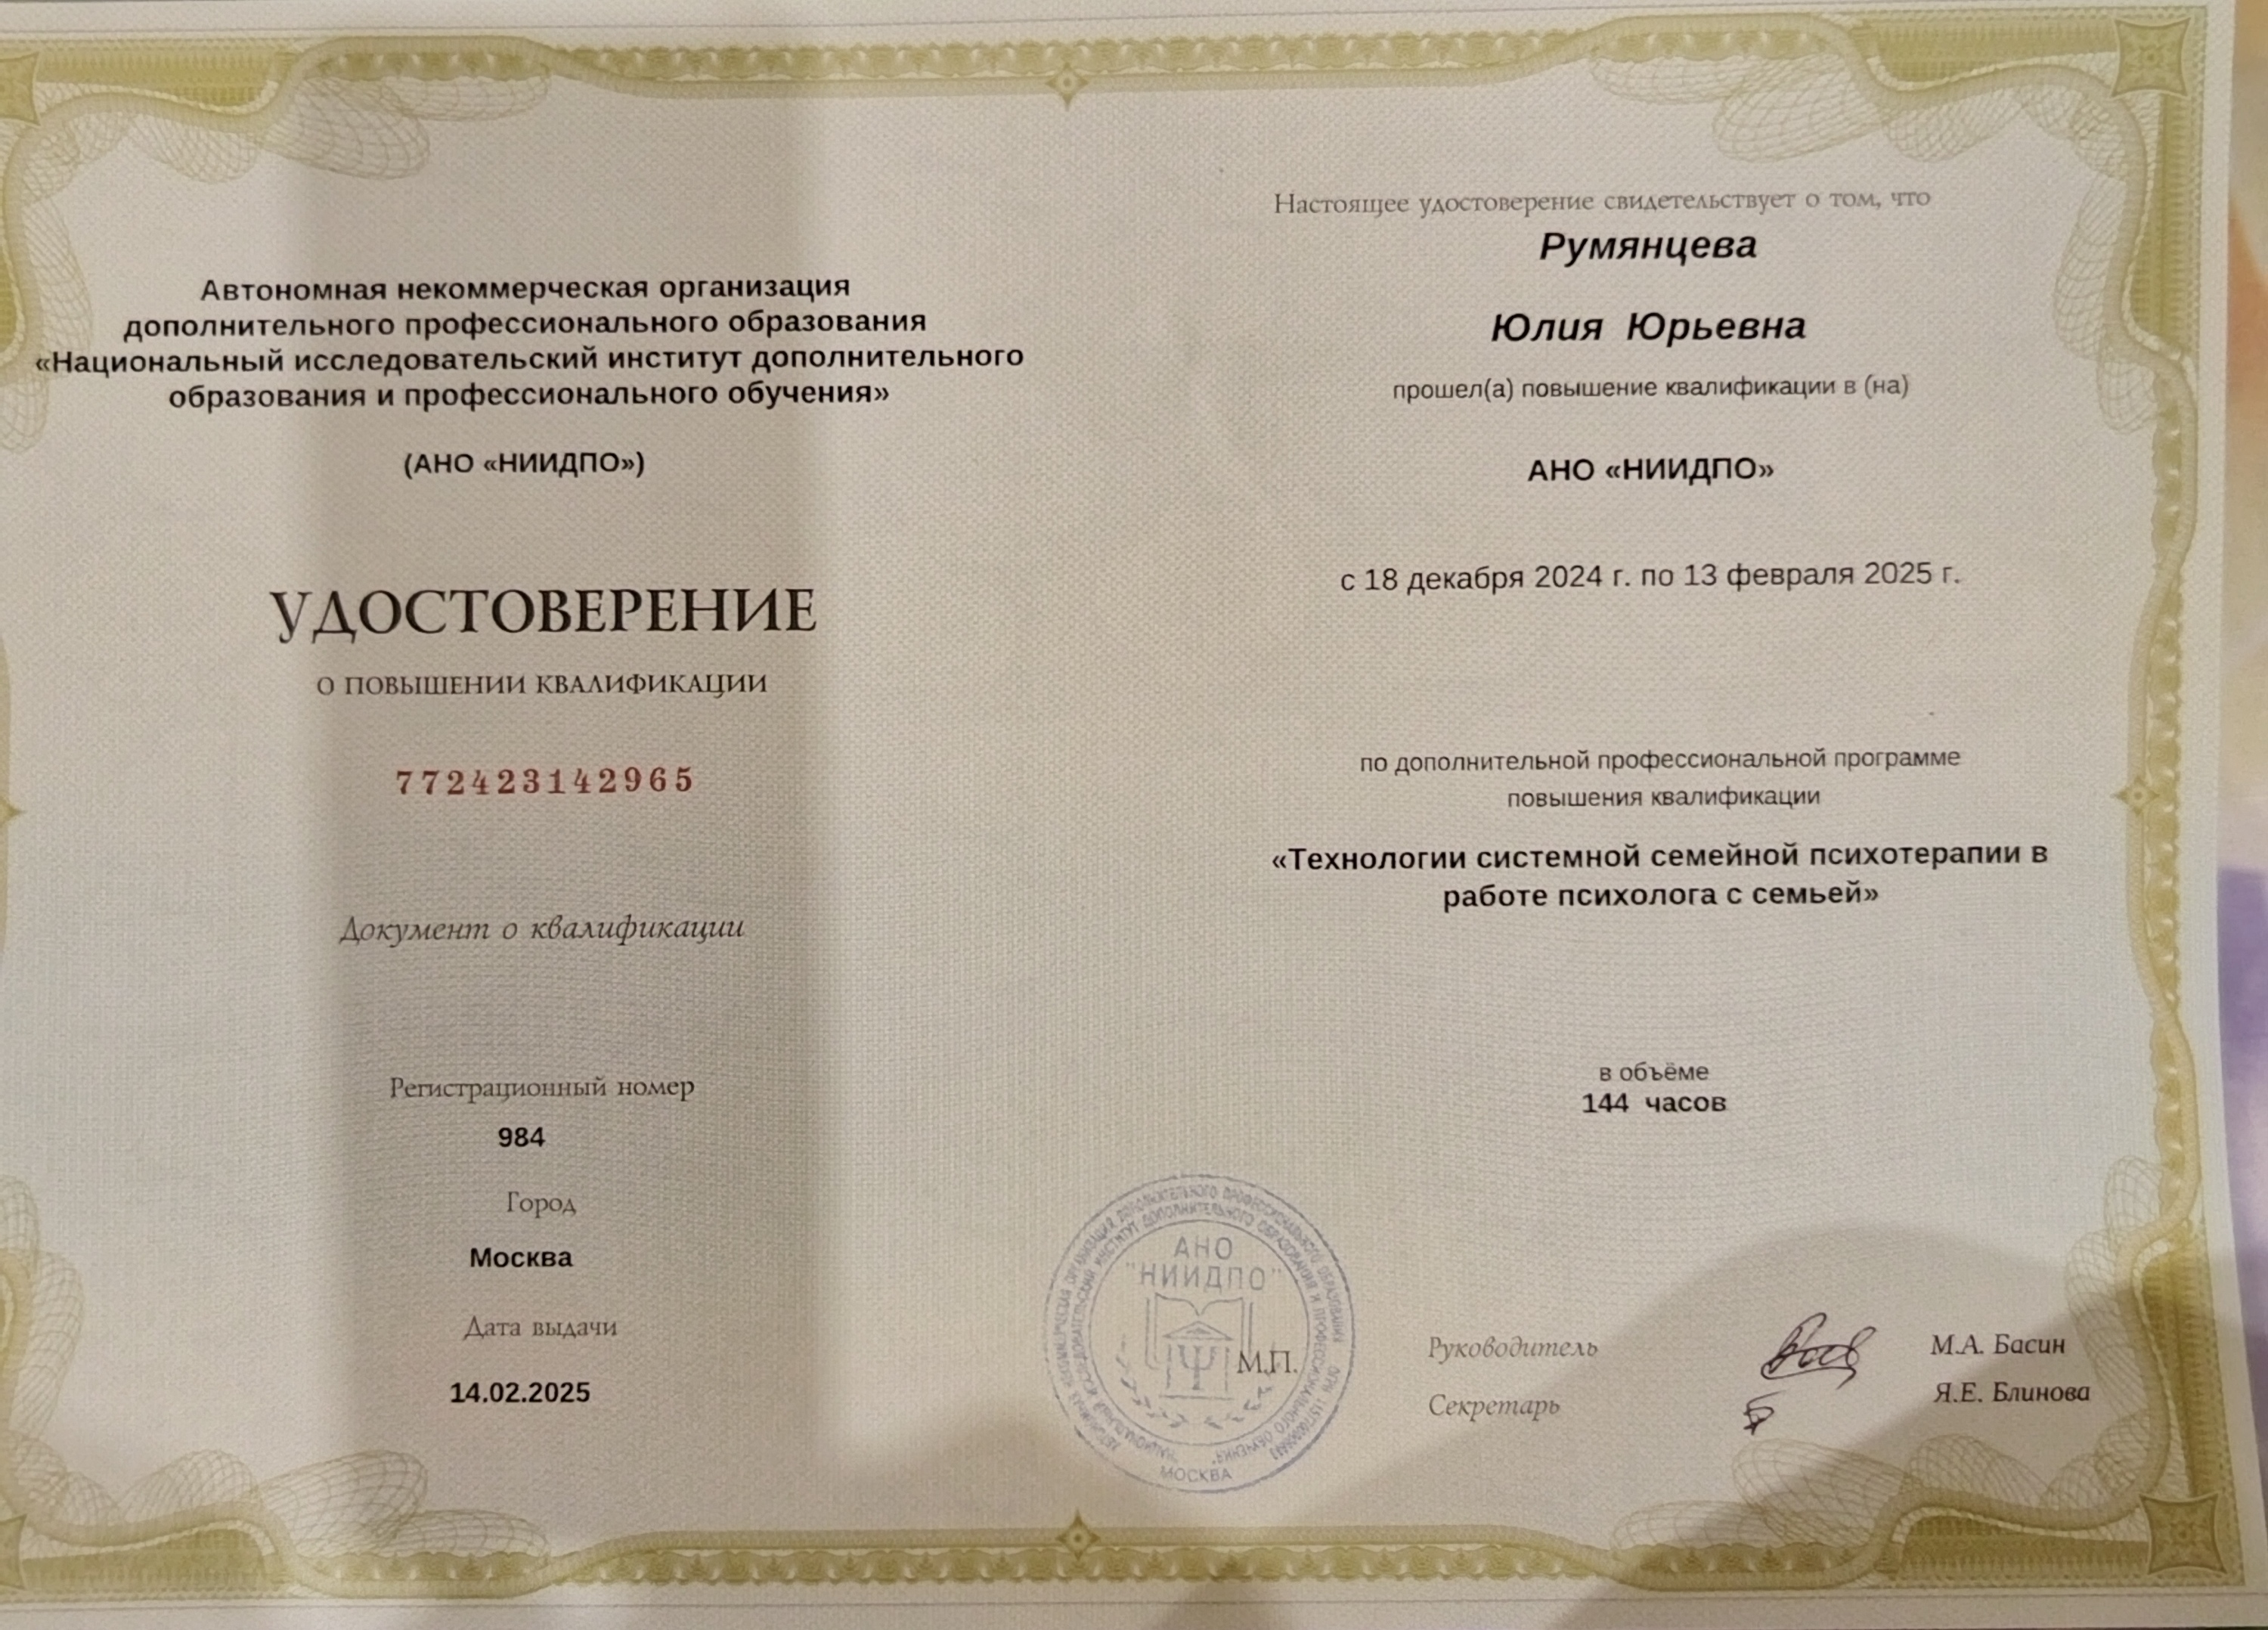 Автономная некоммерческая организация
дополнительного профессионального образования
«Национальный исследовательский институт дополнительного
образования и профессионального обучения»
(АНО «НИИДПО»)
УДОСТОВЕРЕНИЕ
О ПОВЫШЕНИИ КВАЛИФИКАЦИИ
772423142965
Документ о квалификации
Регистрационный номер
984
Город
Москва
Дата выдачи
14.02.2025
Настоящее удостоверение свидетельствует о том, что
Румянцева
Юлия Юрьевна
прошел(а) повышение квалификации в (на)
АНО «НИИДПО»
с 18 декабря 2024 г. по 13 февраля 2025 г.
по дополнительной профессиональной программе
повышения квалификации
«Технологии системной семейной психотерапии в
работе психолога с семьей»
в объёме
144 часов
АНО
"НИИДПО"
М.П.
МОСКВА
Руководитель М.А. Басин
Секретарь Я.Е. Блинова